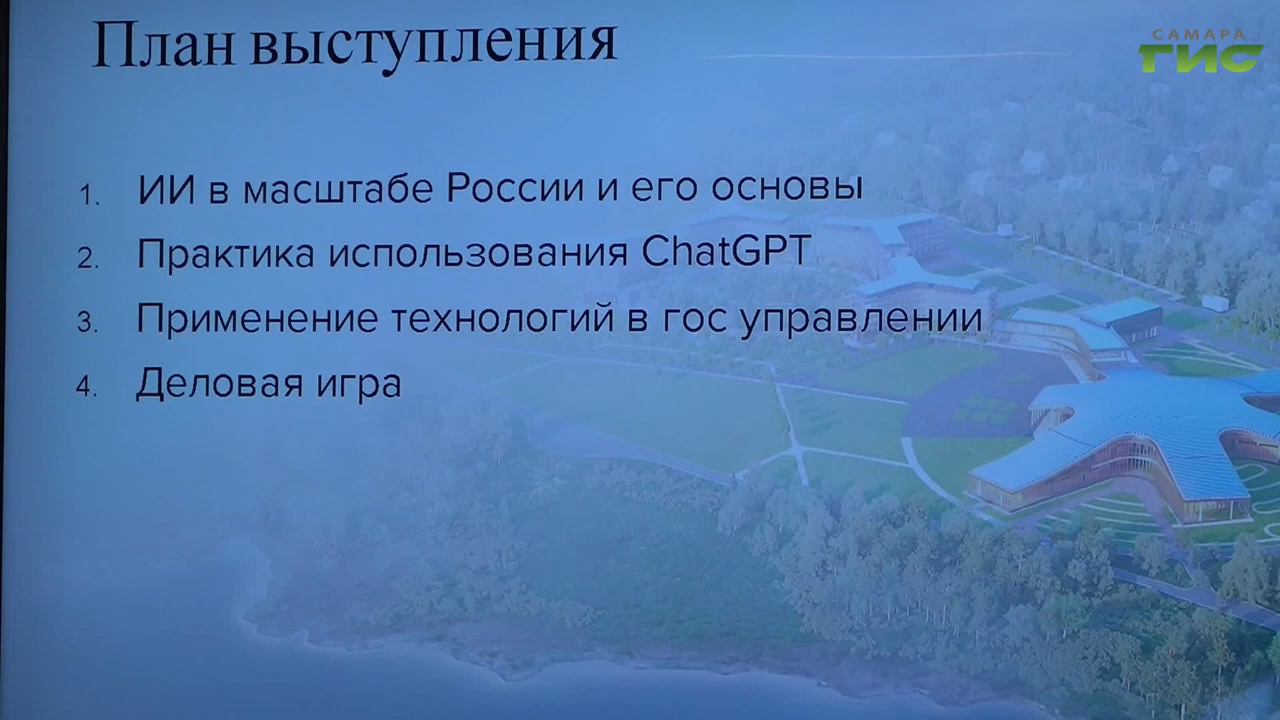 План выступления
САМАРА
ГИС
1. ИИ в масштабе России и его основы
2. Практика использования ChatGPT
3. Применение технологий в гос управлении
4. Деловая игра